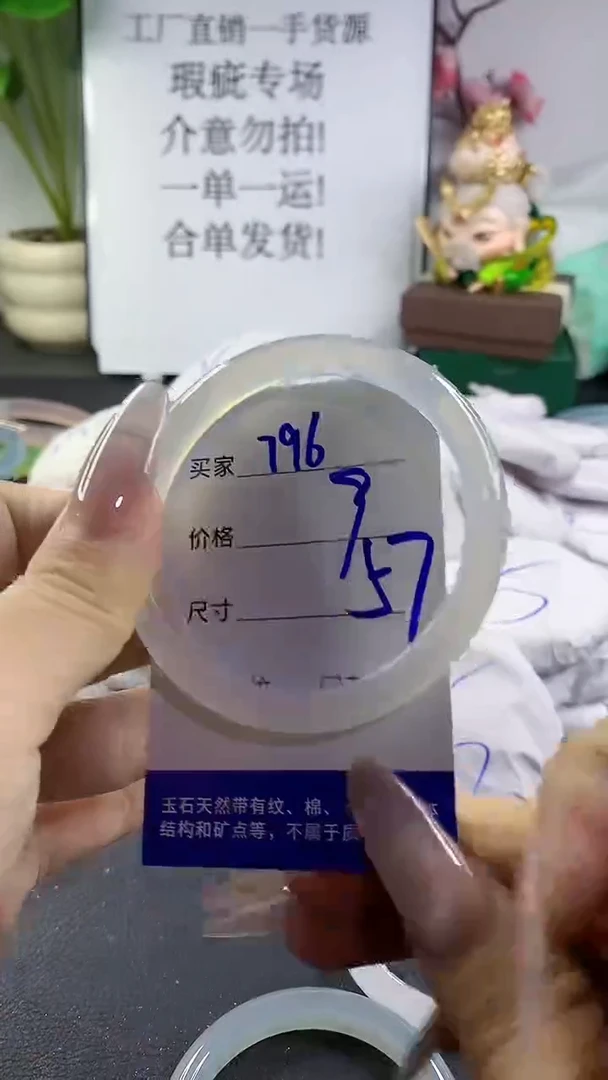 工厂直销一手货源
瑕疵专场
介意勿拍!
一单一运!
合单发货!
买家 796
价格 9
尺寸 57
玉石天然带有纹、棉、
结构和矿点等，不属于质